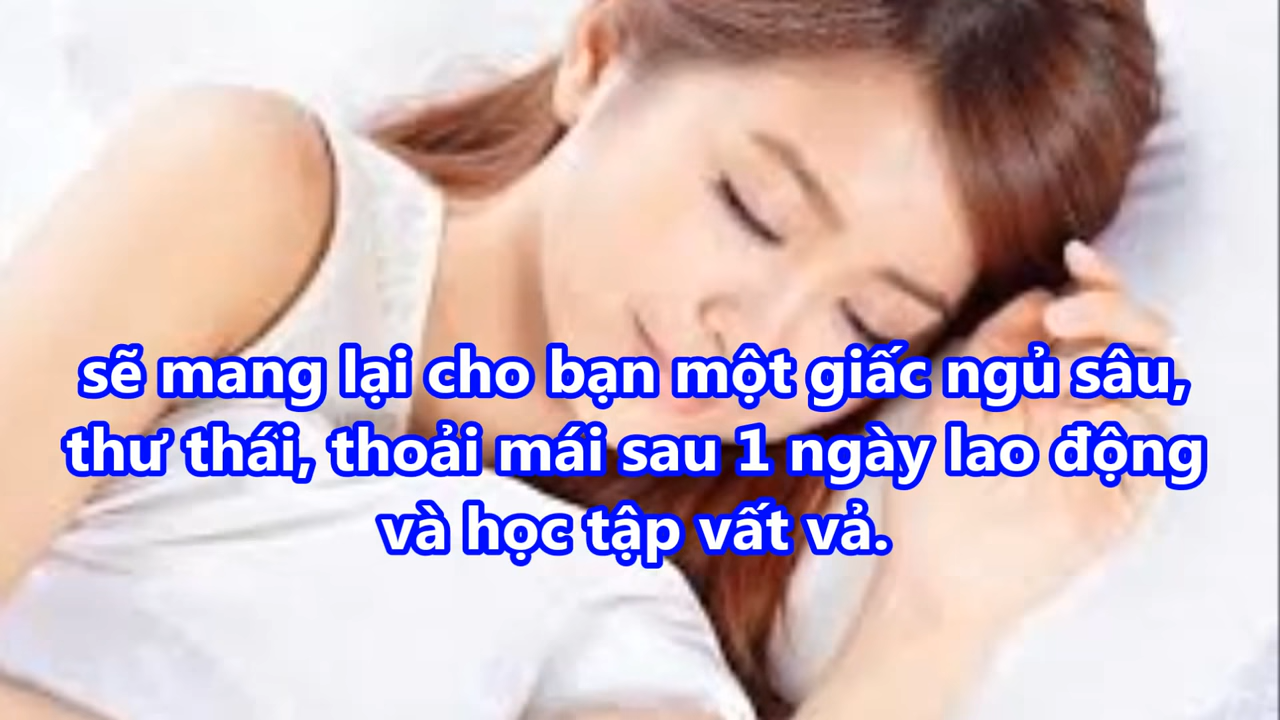 sẽ mang lại cho bạn một giấc ngủ sâu,
thư thái, thoải mái sau 1 ngày lao động
và học tập vất vả.